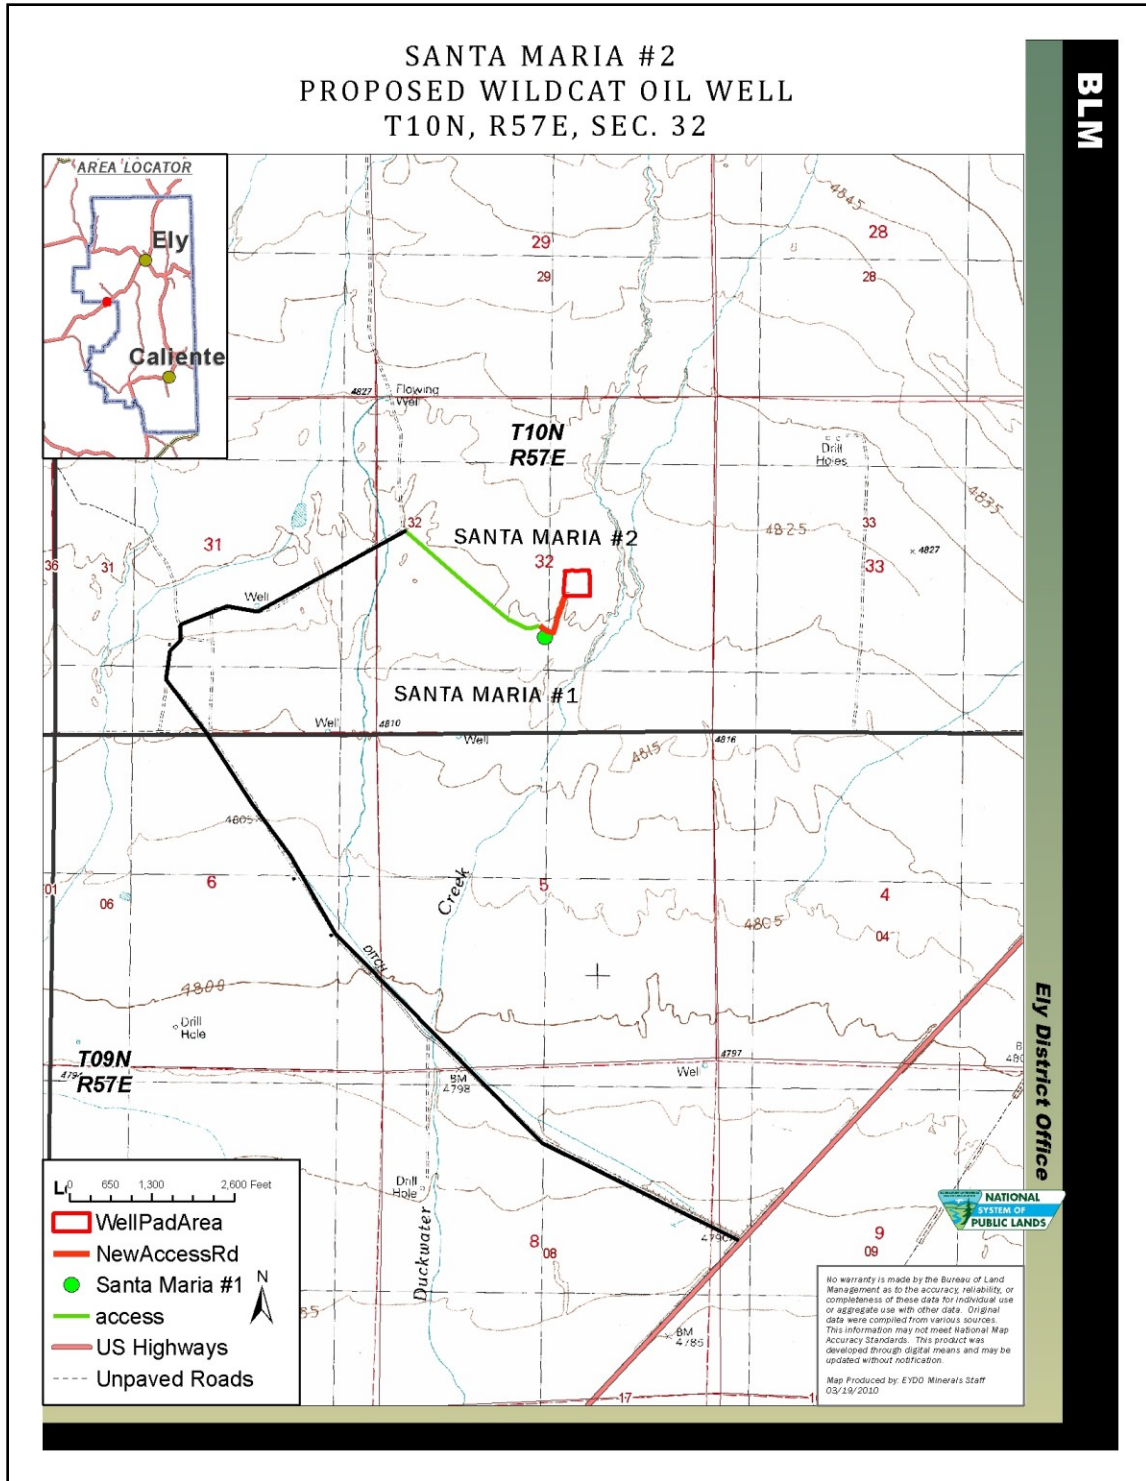 SANTA MARIA #2
PROPOSED WILDCAT OIL WELL
T10N, R57E, SEC. 32
BLM
AREA LOCATOR
Ely
Caliente
4845
28
29
28
29
4827
Flowing
Well
T10N
R57E
Drill
Holes
4835
32
SANTA MARIA #2
4825
33
31
32
4827
36
31
33
Well
SANTA MARIA #1
Well
4810
Well
4816
4815
4805
6
5
4
01
06
Creek
4805
04
DITCH
4800
Drill
Hole
T09N
R57E
4797
BM
4798
Ely District Office
Drill
Hole
Duckwater
8
08
9
09
BM
4785
17
0 650 1,300 2,600 Feet
WellPadArea
NewAccessRd
Santa Maria #1
N
access
US Highways
Unpaved Roads
NATIONAL
SYSTEM OF
PUBLIC LANDS
No warranty is made by the Bureau of Land
Management as to the accuracy, reliability, or
completeness of these data for individual use
or aggregate use with other data. Original
data were compiled from various sources.
This information may not meet National Map
Accuracy Standards. This product was
developed through digital means and may be
updated without notification.
Map Produced by: EYDO Minerals Staff
03/19/2010